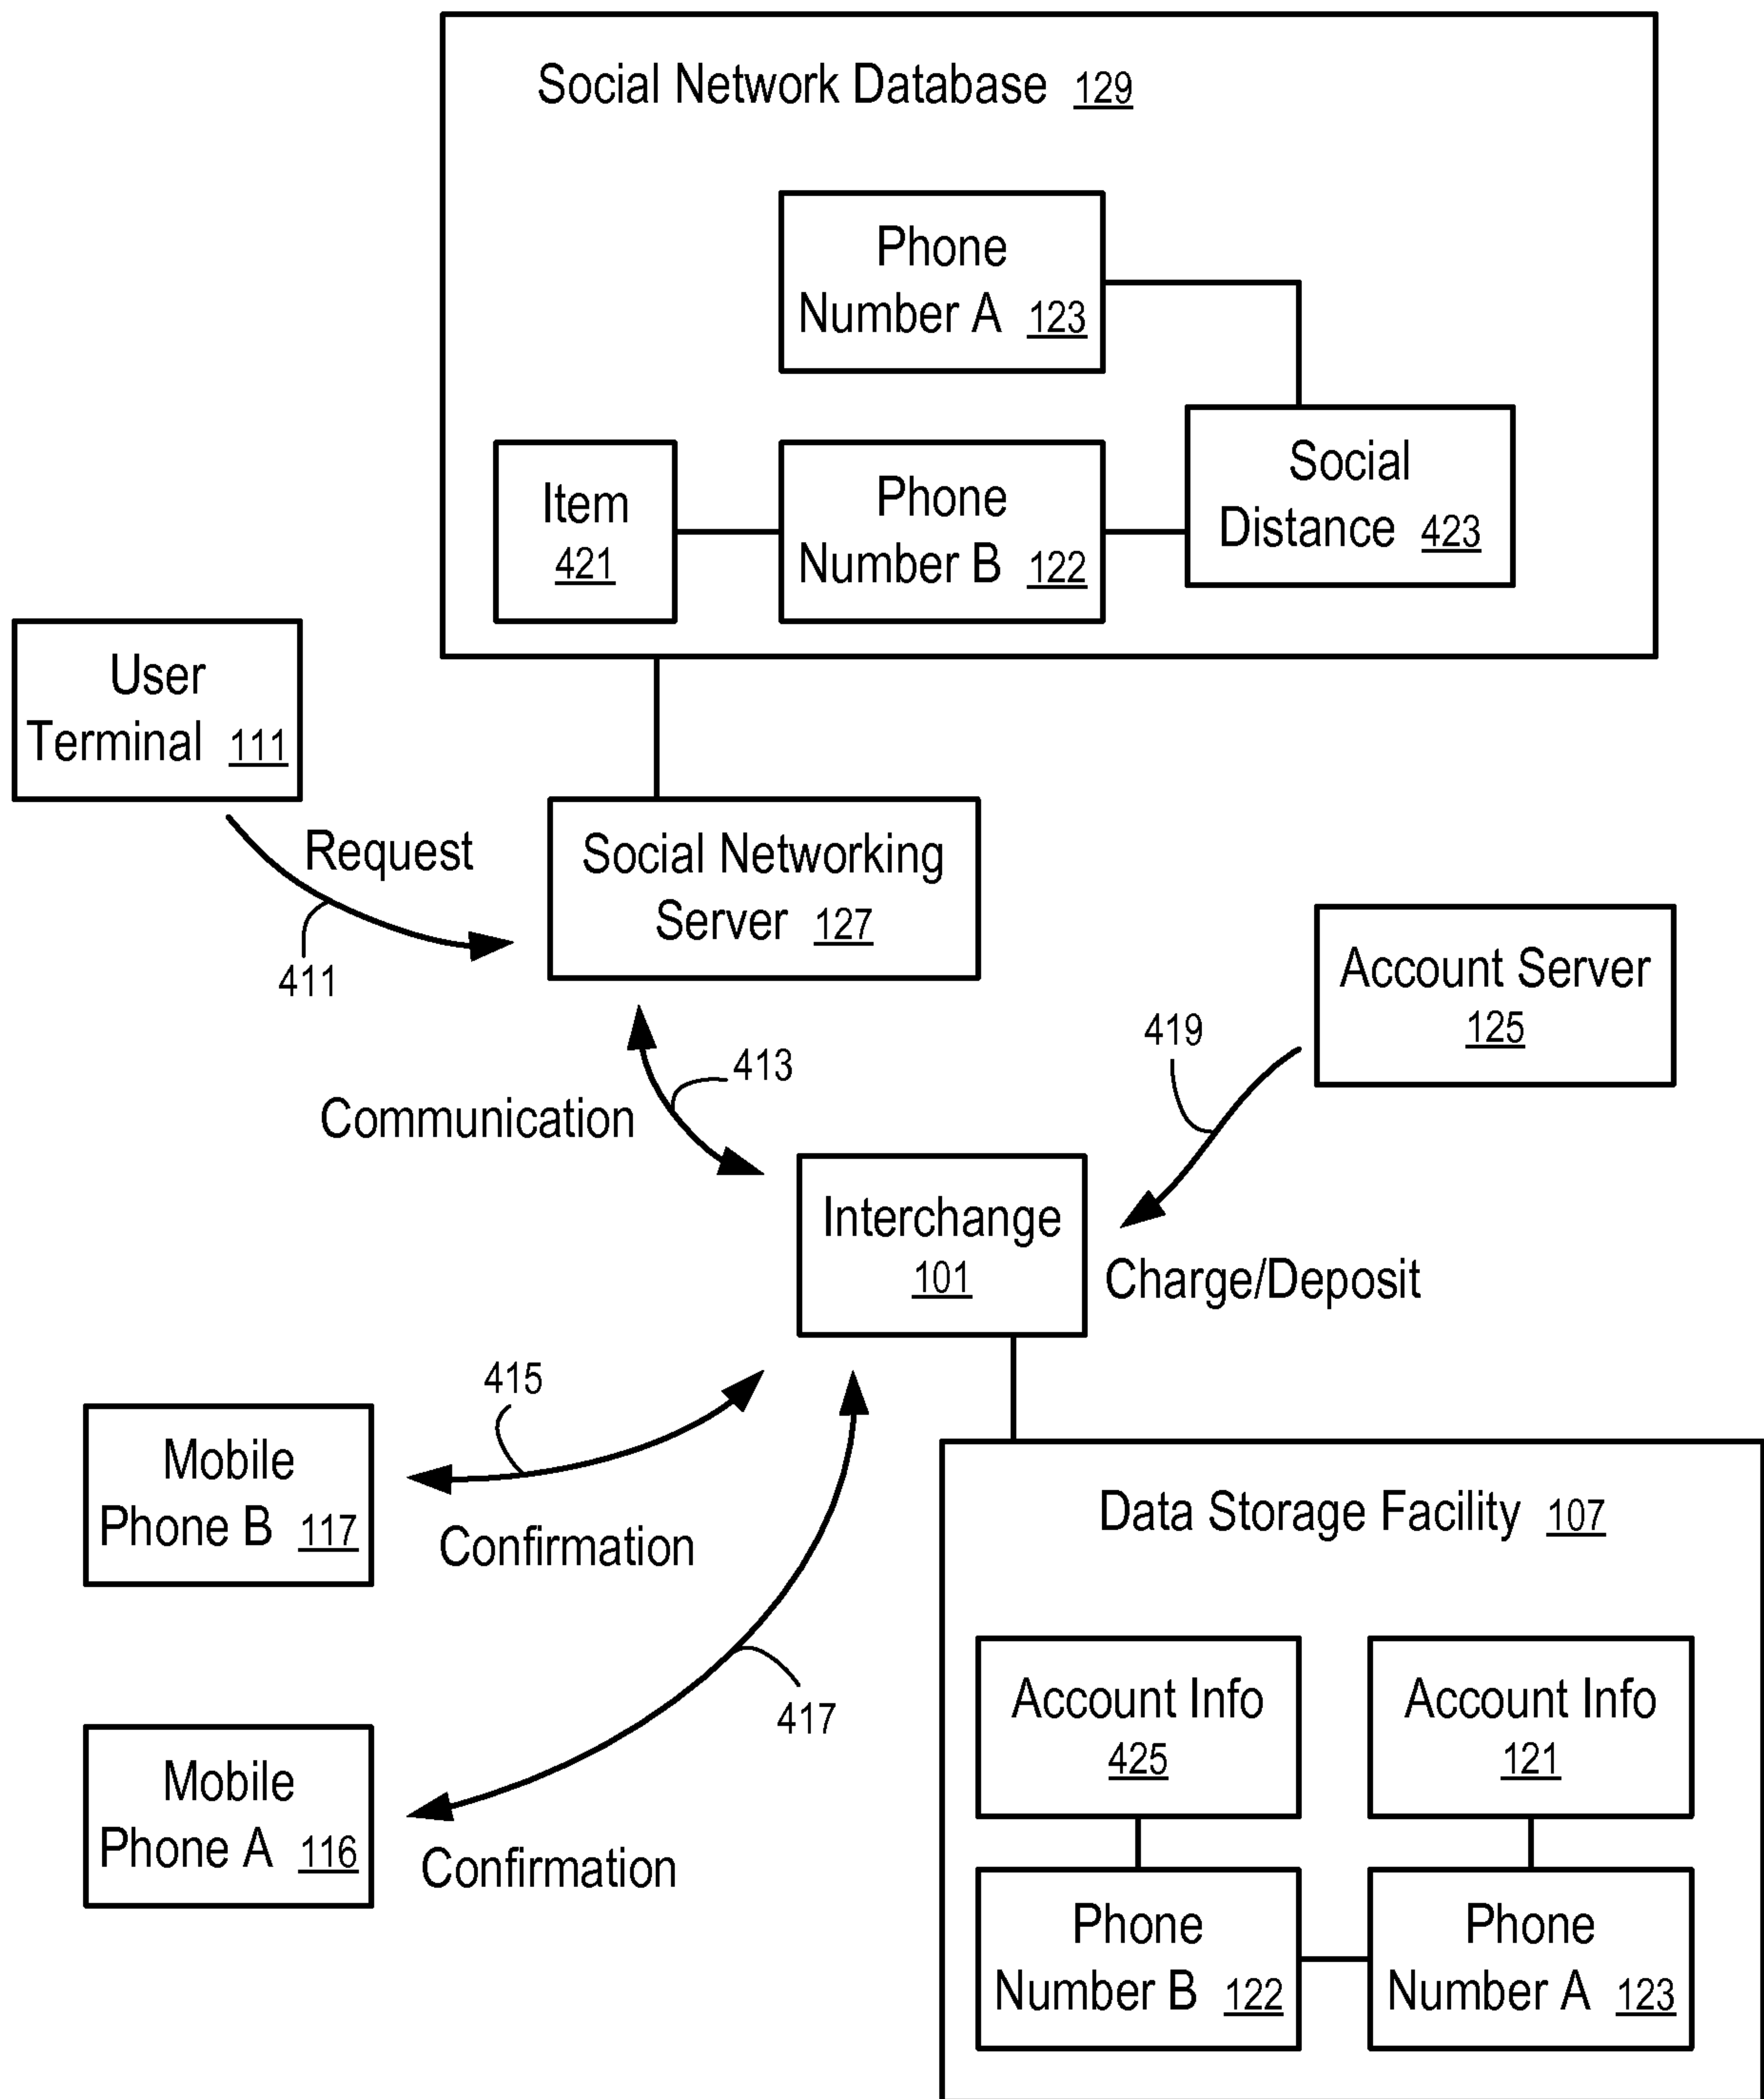 Social Network Database 129
Phone
Number A 123
Social
Distance 423
Item
421
Phone
Number B 122
User
Terminal 111
Request
411
Social Networking
Server 127
Account Server
125
419
413
Communication
Interchange
101
Charge/Deposit
415
Mobile
Phone B 117
Confirmation
Data Storage Facility 107
417
Mobile
Phone A 116
Confirmation
Account Info
425
Account Info
121
Phone
Number B 122
Phone
Number A 123